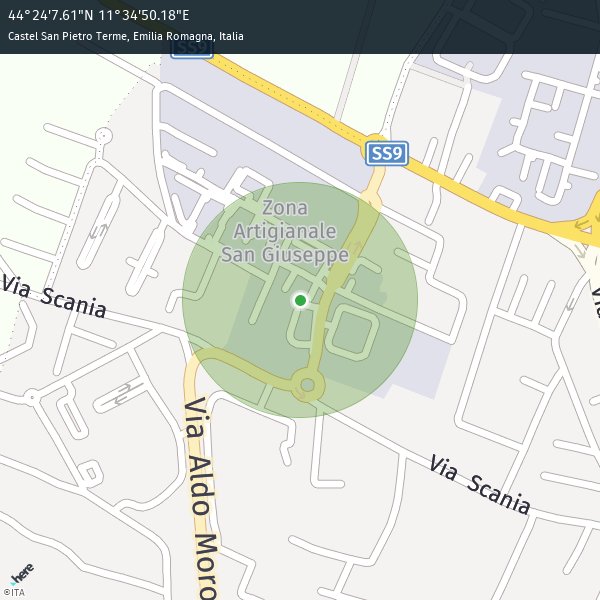 44°24'7.61"N 11°34'50.18"E
Castel San Pietro Terme, Emilia Romagna, Italia
SS9
SS9
Zona
Artigianale
San Giuseppe
Via Scania
Via Aldo Moro
Via Scania
here
©ITA